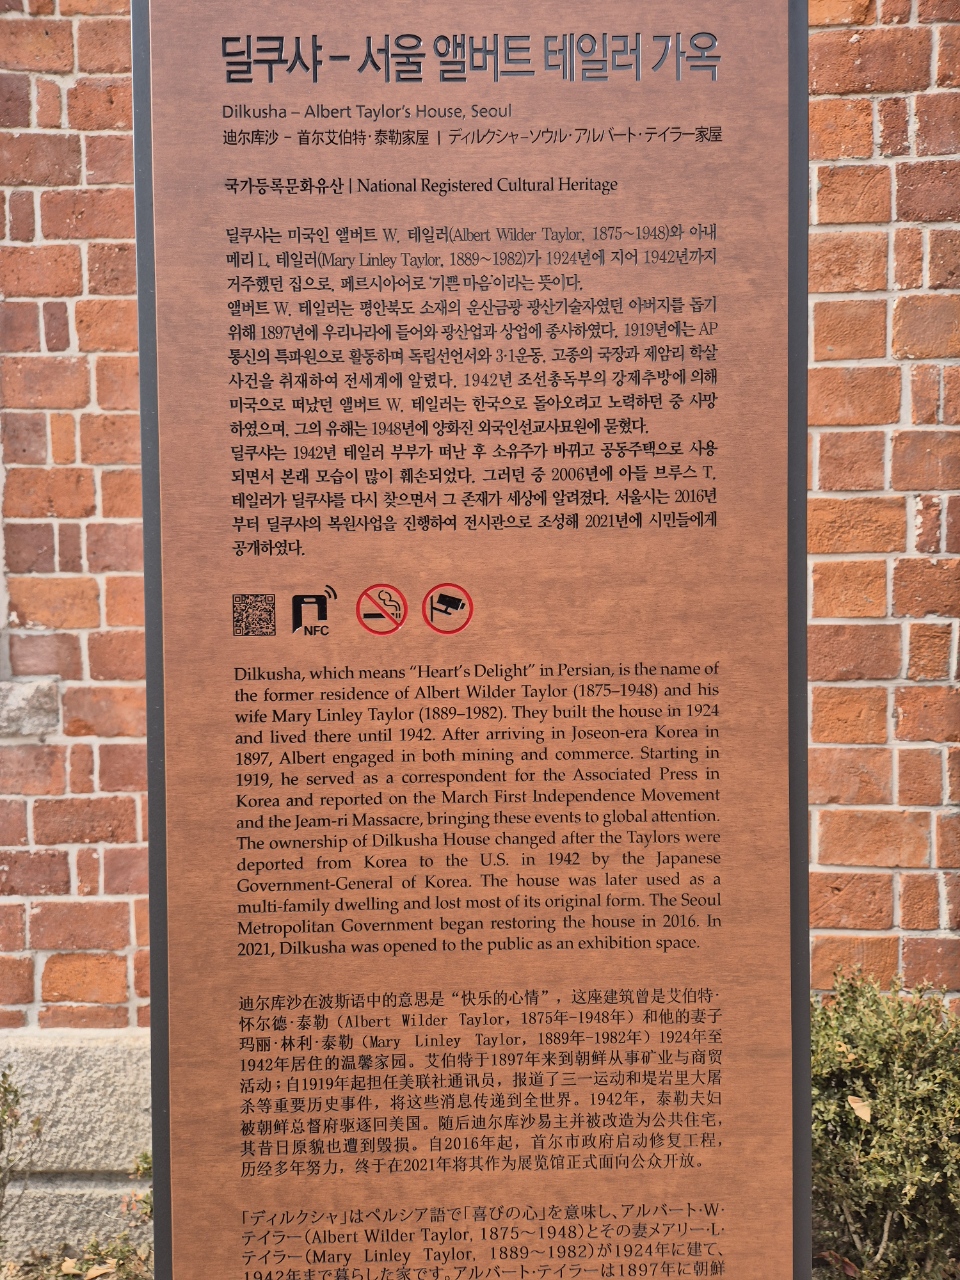 딜쿠샤 – 서울 앨버트 테일러 가옥
Dilkusha – Albert Taylor's House, Seoul
迪尔库沙 – 首尔艾伯特·泰勒家屋 | ディルクシャ–ソウル·アルバート·テイラー家屋
국가등록문화유산 | National Registered Cultural Heritage
딜쿠샤는 미국인 앨버트 W. 테일러(Albert Wilder Taylor, 1875~1948)와 아내
메리 L. 테일러(Mary Linley Taylor, 1889~1982)가 1924년에 지어 1942년까지
거주했던 집으로, 페르시아어로 '기쁜 마음'이라는 뜻이다.
앨버트 W. 테일러는 평안북도 소재의 운산금광 광산기술자였던 아버지를 돕기
위해 1897년에 우리나라에 들어와 광산업과 상업에 종사하였다. 1919년에는 AP
통신의 특파원으로 활동하며 독립선언서와 3·1운동, 고종의 국장과 제암리 학살
사건을 취재하여 전세계에 알렸다. 1942년 조선총독부의 강제추방에 의해
미국으로 떠났던 앨버트 W. 테일러는 한국으로 돌아오려고 노력하던 중 사망
하였으며, 그의 유해는 1948년에 양화진 외국인선교사묘원에 묻혔다.
딜쿠샤는 1942년 테일러 부부가 떠난 후 소유주가 바뀌고 공동주택으로 사용
되면서 본래 모습이 많이 훼손되었다. 그러던 중 2006년에 아들 브루스 T.
테일러가 딜쿠샤를 다시 찾으면서 그 존재가 세상에 알려졌다. 서울시는 2016년
부터 딜쿠샤의 복원사업을 진행하여 전시관으로 조성해 2021년에 시민들에게
공개하였다.
NFC
Dilkusha, which means “Heart's Delight” in Persian, is the name of
the former residence of Albert Wilder Taylor (1875–1948) and his
wife Mary Linley Taylor (1889–1982). They built the house in 1924
and lived there until 1942. After arriving in Joseon-era Korea in
1897, Albert engaged in both mining and commerce. Starting in
1919, he served as a correspondent for the Associated Press in
Korea and reported on the March First Independence Movement
and the Jeam-ri Massacre, bringing these events to global attention.
The ownership of Dilkusha House changed after the Taylors were
deported from Korea to the U.S. in 1942 by the Japanese
Government-General of Korea. The house was later used as a
multi-family dwelling and lost most of its original form. The Seoul
Metropolitan Government began restoring the house in 2016. In
2021, Dilkusha was opened to the public as an exhibition space.
迪尔库沙在波斯语中的意思是“快乐的心情”，这座建筑曾是艾伯特·
怀尔德·泰勒（Albert Wilder Taylor, 1875年-1948年）和他的妻子
玛丽·林利·泰勒（Mary Linley Taylor, 1889年-1982年）1924年至
1942年居住的温馨家园。艾伯特于1897年来到朝鲜从事矿业与商贸
活动；自1919年起担任美联社通讯员，报道了三一运动和堤岩里大屠
杀等重要历史事件，将这些消息传递到全世界。1942年，泰勒夫妇
被朝鲜总督府驱逐回美国。随后迪尔库沙易主并被改造为公共住宅，
其昔日原貌也遭到毁损。自2016年起，首尔市政府启动修复工程，
历经多年努力，终于在2021年将其作为展览馆正式面向公众开放。
「ディルクシャ」はペルシア語で「喜びの心」を意味し、アルバート·W·
テイラー(Albert Wilder Taylor, 1875~1948)とその妻メアリー·L·
テイラー(Mary Linley Taylor, 1889~1982)が1924年に建て、
1942年まで暮らした家です。アルバート·テイラーは1897年に朝鮮